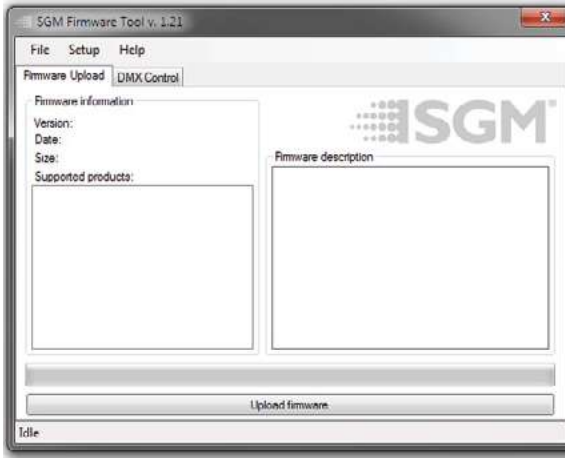 SGM Firmware Tool v. 1.21
File Setup Help
Firmware Upload DMX Control
Firmware information
Version:
Date:
Size:
Supported products:
SGM
Firmware description
Upload firmware
Idle